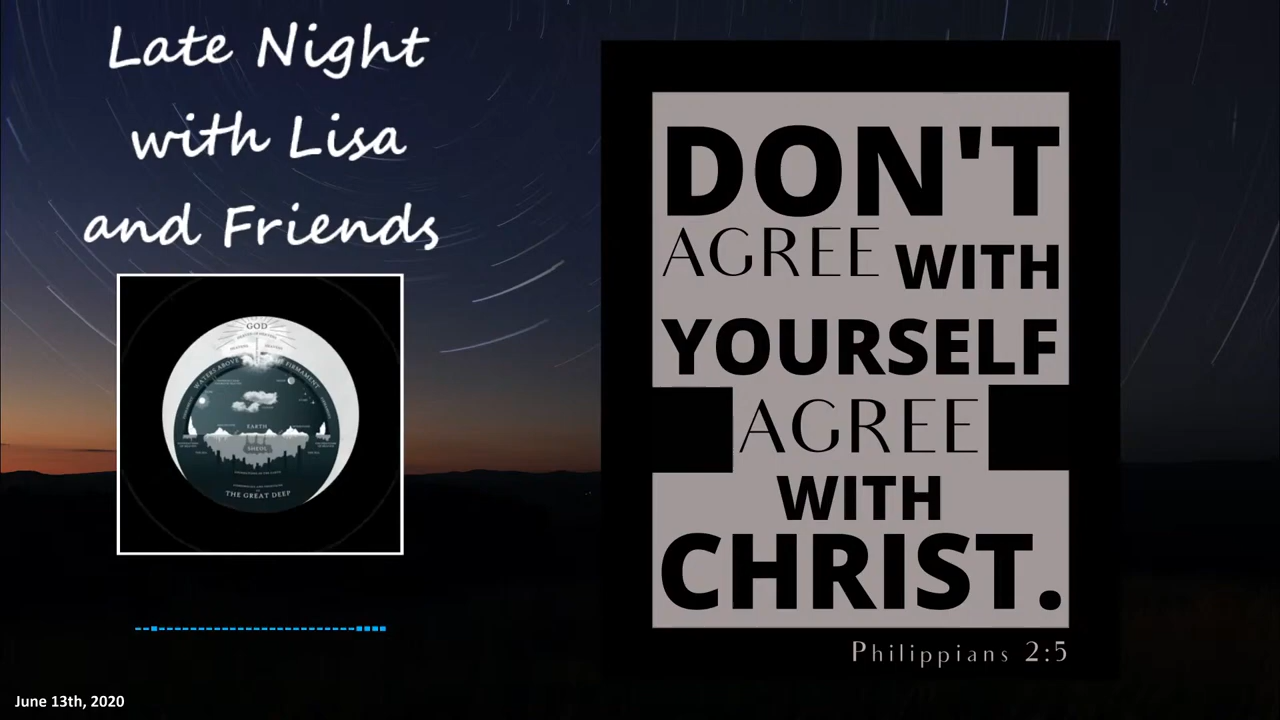 Late Night
with Lisa
and Friends
GOD
WATERS ABOVE FIRMAMENT
EARTH
SHEOL
THE GREAT DEEP
DON'T
AGREE WITH
YOURSELF
AGREE
WITH
CHRIST.
Philippians 2:5
June 13th, 2020